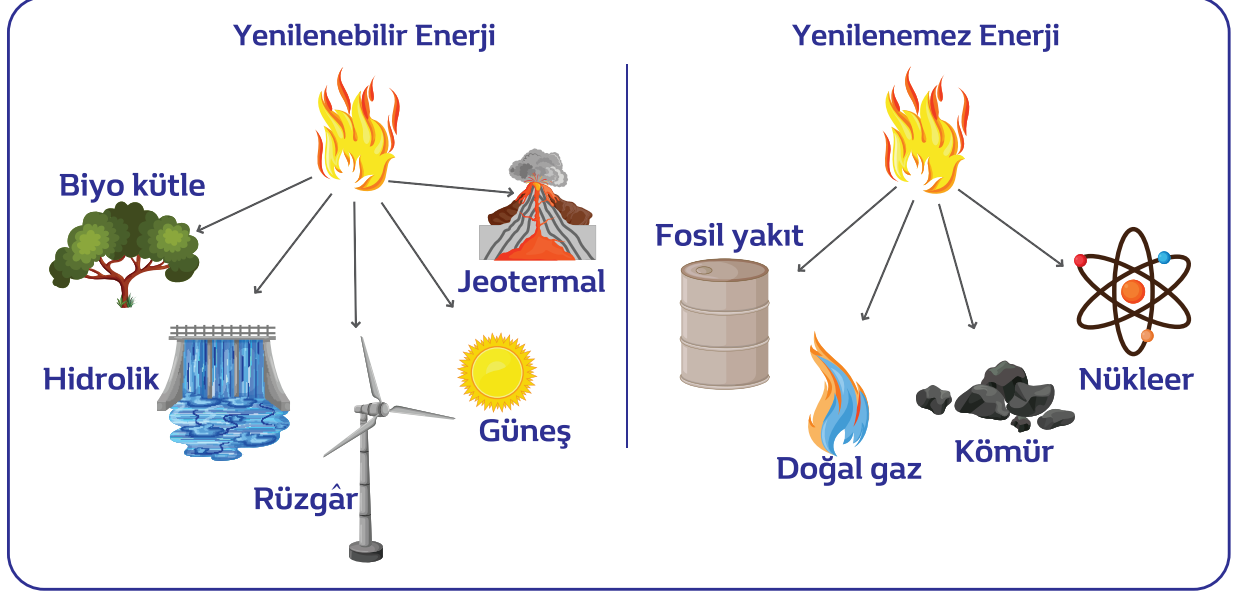 Yenilenebilir Enerji
Biyo kütle
Jeotermal
Hidrolik
Güneş
Rüzgâr
Yenilenemez Enerji
Fosil yakıt
Nükleer
Kömür
Doğal gaz